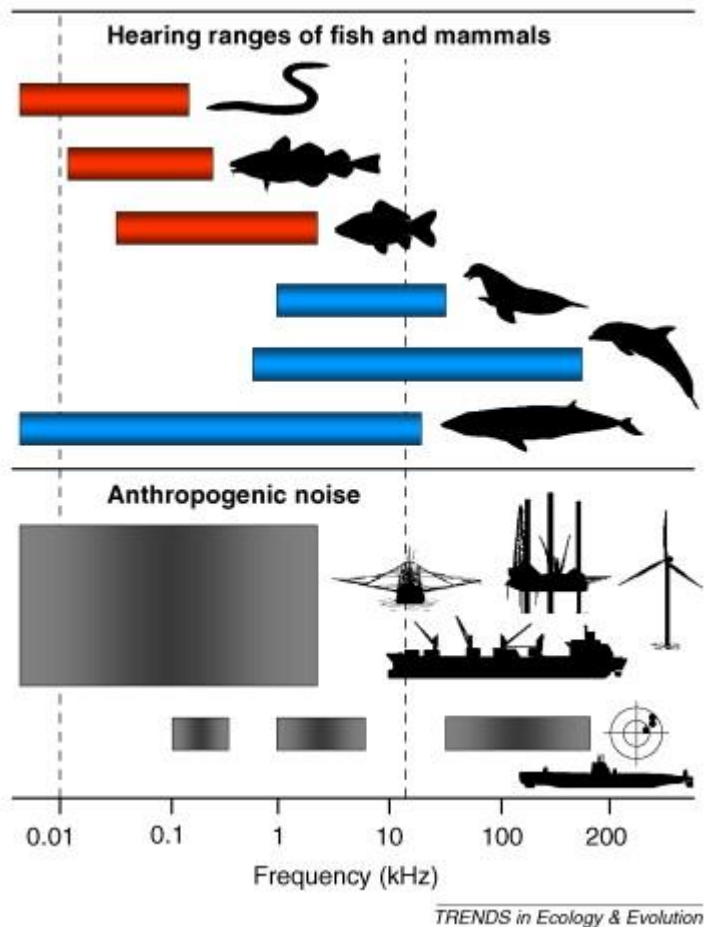 Hearing ranges of fish and mammals
Anthropogenic noise
0.01 0.1 1 10 100 200
Frequency (kHz)
TRENDS in Ecology & Evolution